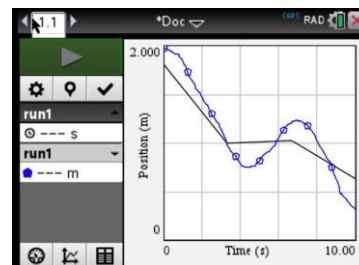 1.1
*Doc
CAPS RAD
2.000
run1
--- s
run1
--- m
Position (m)
0
0
Time (s)
10.00